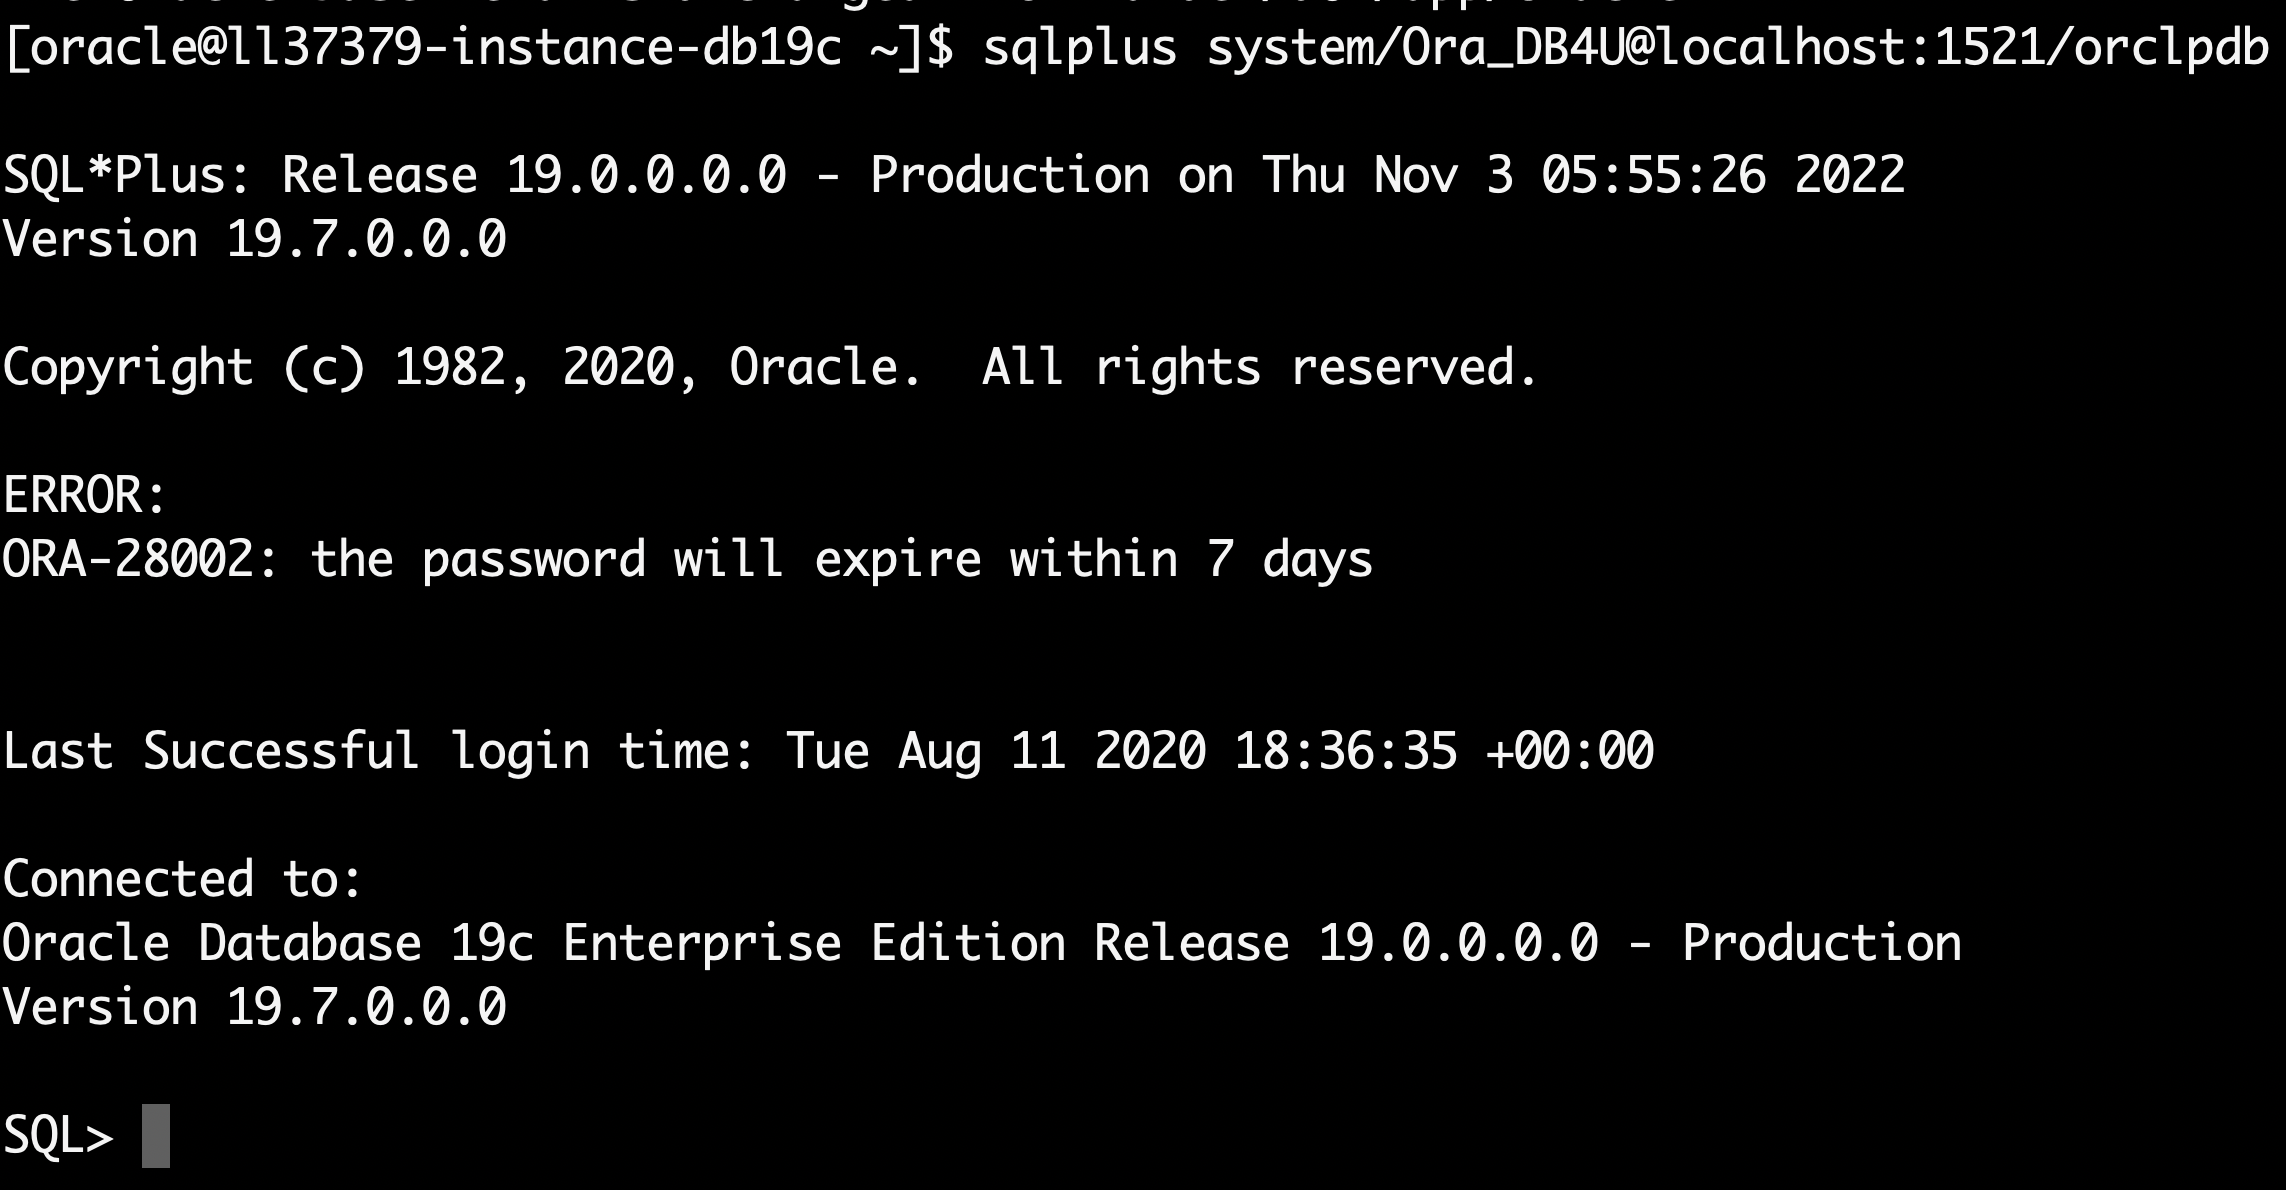 [oracle@ll37379-instance-db19c ~]$ sqlplus system/Ora_DB4U@localhost:1521/orclpdb
SQL*Plus: Release 19.0.0.0.0 - Production on Thu Nov 3 05:55:26 2022
Version 19.7.0.0.0
Copyright (c) 1982, 2020, Oracle.  All rights reserved.
ERROR:
ORA-28002: the password will expire within 7 days
Last Successful login time: Tue Aug 11 2020 18:36:35 +00:00
Connected to:
Oracle Database 19c Enterprise Edition Release 19.0.0.0.0 - Production
Version 19.7.0.0.0
SQL>